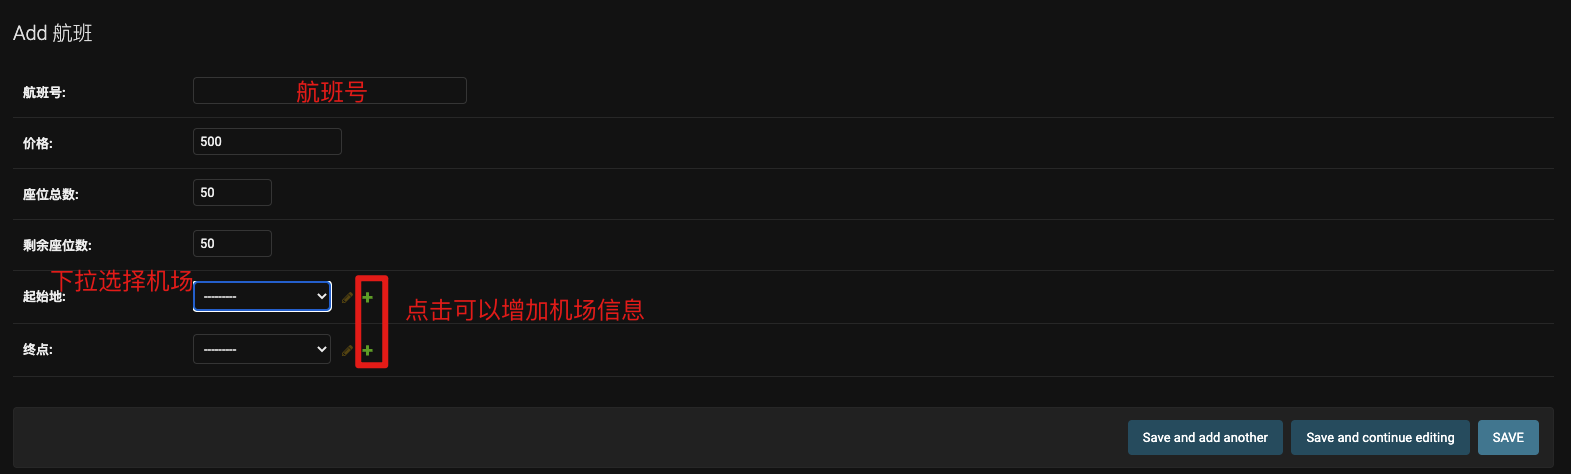 Add 航班
航班号:
航班号
价格:
500
座位总数:
50
剩余座位数:
50
下拉选择机场
起始地:
---------
点击可以增加机场信息
终点:
---------
Save and add another
Save and continue editing
SAVE